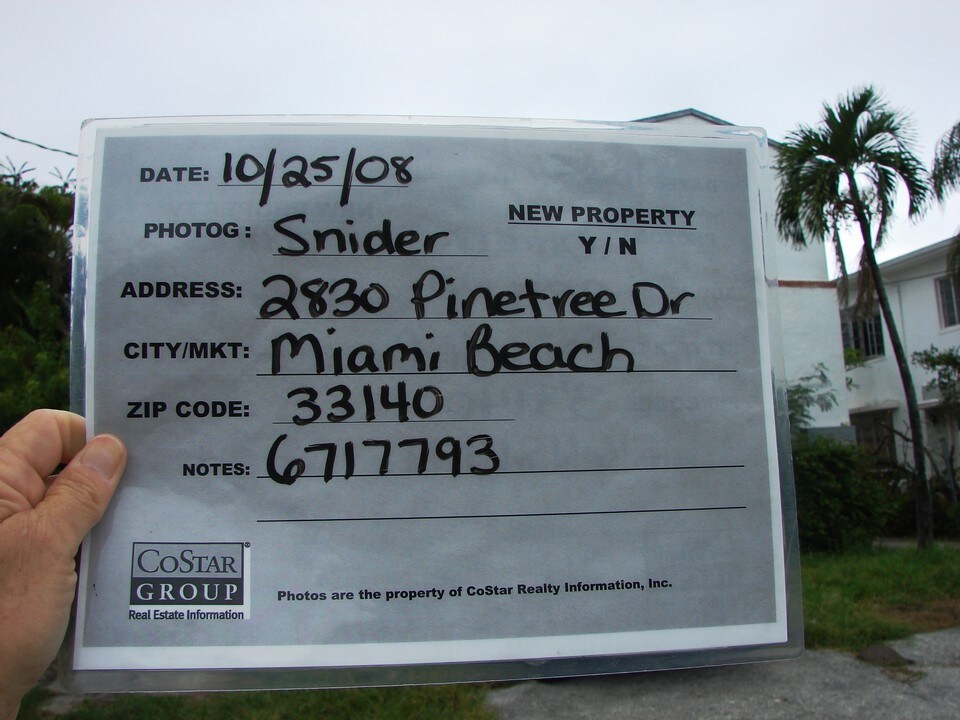 DATE: 10/25/08
PHOTOG: Snider
NEW PROPERTY
Y / N
ADDRESS: 2830 Pinetree Dr
CITY/MKT: Miami Beach
ZIP CODE: 33140
NOTES: 6717793
COSTAR®
GROUP
Real Estate Information
Photos are the property of CoStar Realty Information, Inc.